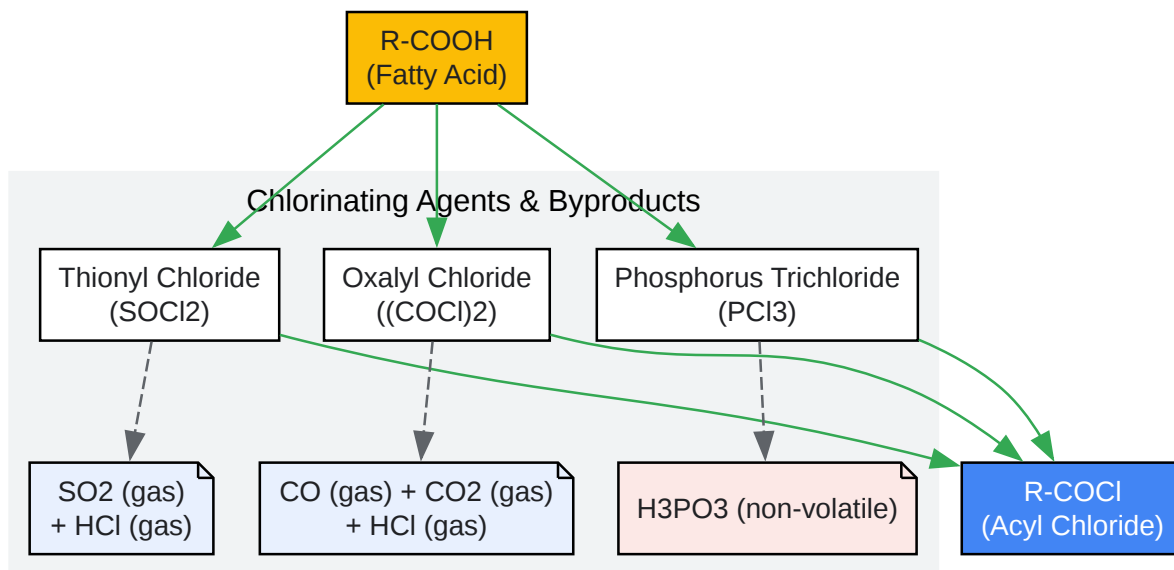 R-COOH
(Fatty Acid)
Chlorinating Agents & Byproducts
Thionyl Chloride
(SOCl2)
Oxalyl Chloride
((COCl)2)
Phosphorus Trichloride
(PCl3)
SO2 (gas)
+ HCl (gas)
CO (gas) + CO2 (gas)
+ HCl (gas)
H3PO3 (non-volatile)
R-COCl
(Acyl Chloride)